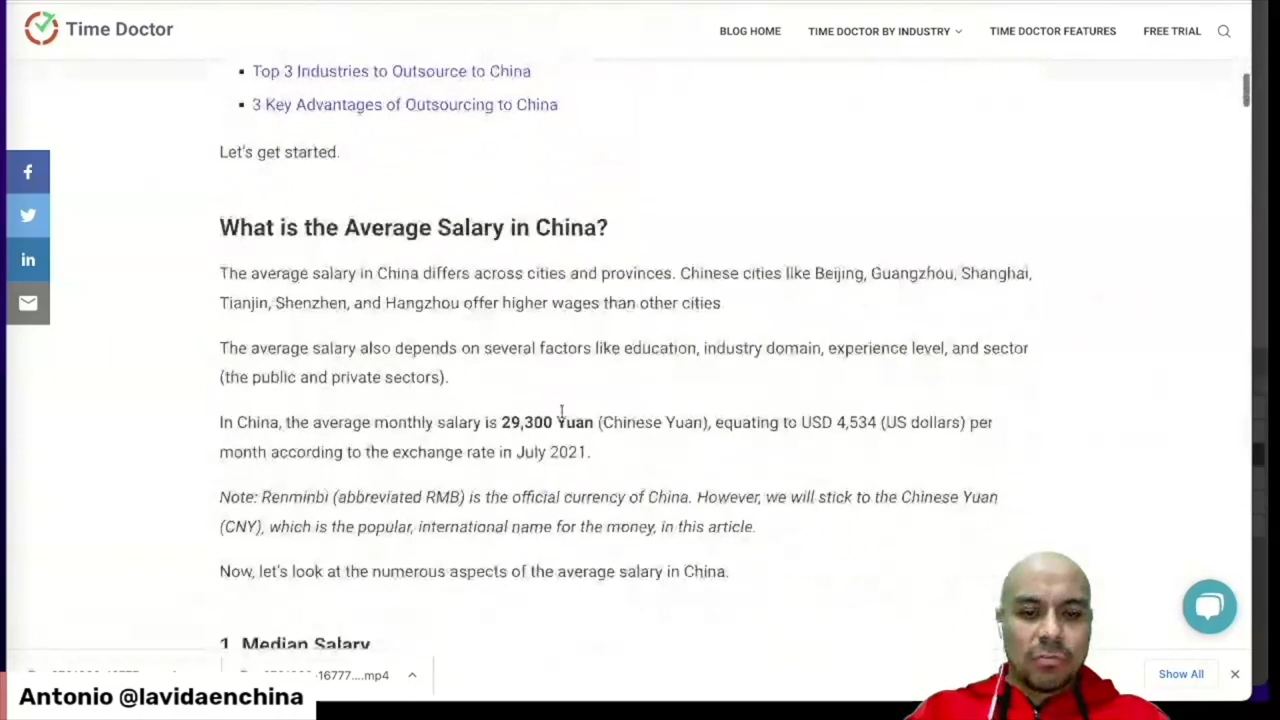 Time Doctor
BLOG HOME
TIME DOCTOR BY INDUSTRY
TIME DOCTOR FEATURES
FREE TRIAL
Top 3 Industries to Outsource to China
3 Key Advantages of Outsourcing to China
Let's get started.
What is the Average Salary in China?
The average salary in China differs across cities and provinces. Chinese cities like Beijing, Guangzhou, Shanghai,
Tianjin, Shenzhen, and Hangzhou offer higher wages than other cities
The average salary also depends on several factors like education, industry domain, experience level, and sector
(the public and private sectors).
In China, the average monthly salary is 29,300 Yuan (Chinese Yuan), equating to USD 4,534 (US dollars) per
month according to the exchange rate in July 2021.
Note: Renminbi (abbreviated RMB) is the official currency of China. However, we will stick to the Chinese Yuan
(CNY), which is the popular, international name for the money, in this article.
Now, let's look at the numerous aspects of the average salary in China.
1. Median Salary
16777....mp4
Show All
Antonio @lavidaenchina